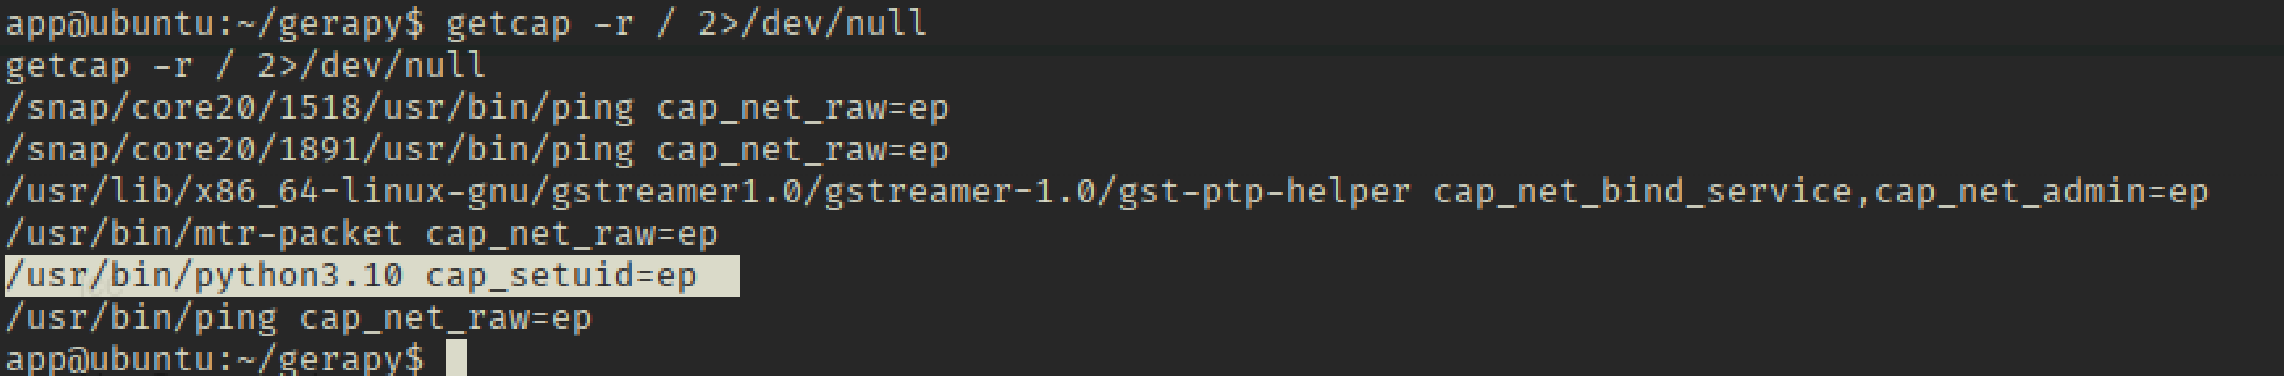 app@ubuntu:~/gerapy$ getcap -r / 2>/dev/null
getcap -r / 2>/dev/null
/snap/core20/1518/usr/bin/ping cap_net_raw=ep
/snap/core20/1891/usr/bin/ping cap_net_raw=ep
/usr/lib/x86_64-linux-gnu/gstreamer1.0/gstreamer-1.0/gst-ptp-helper cap_net_bind_service,cap_net_admin=ep
/usr/bin/mtr-packet cap_net_raw=ep
/usr/bin/python3.10 cap_setuid=ep
/usr/bin/ping cap_net_raw=ep
app@ubuntu:~/gerapy$